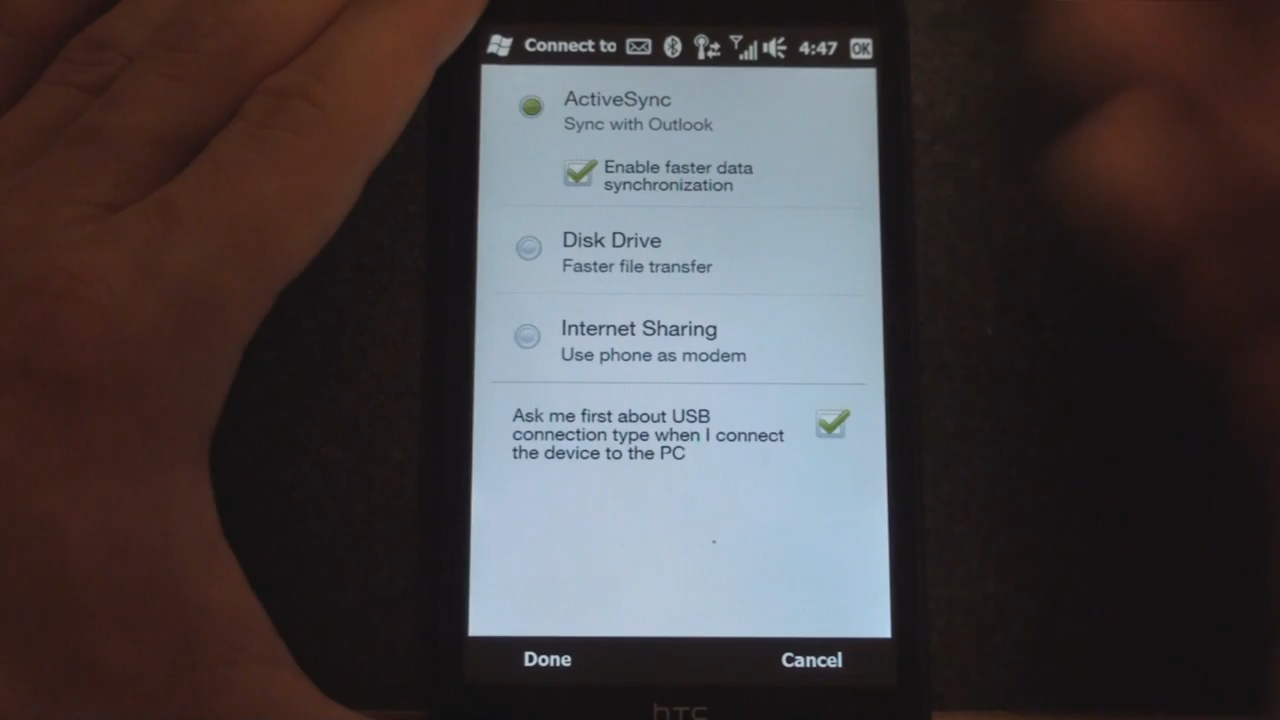 Connect to 4:47 OK
ActiveSync
Sync with Outlook
Enable faster data
synchronization
Disk Drive
Faster file transfer
Internet Sharing
Use phone as modem
Ask me first about USB
connection type when I connect
the device to the PC
Done Cancel
hTC